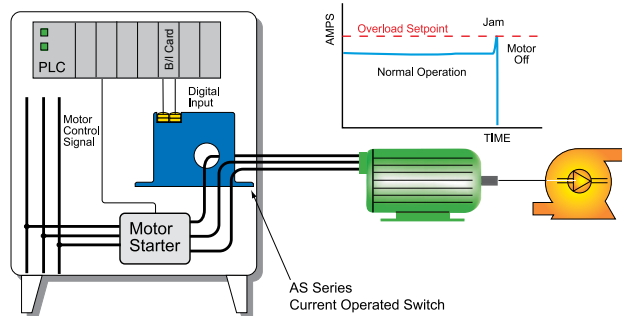 PLC
B/I Card
Digital
Input
Motor
Control
Signal
Motor
Starter
AS Series
Current Operated Switch
AMPS
Overload Setpoint
Jam
Motor
Off
Normal Operation
TIME